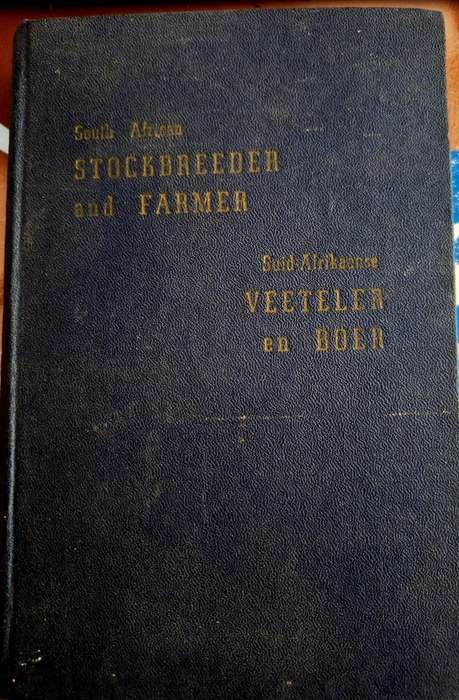 South African
STOCKBREEDER
and FARMER
Suid-Afrikaanse
VEETELER
en BOER